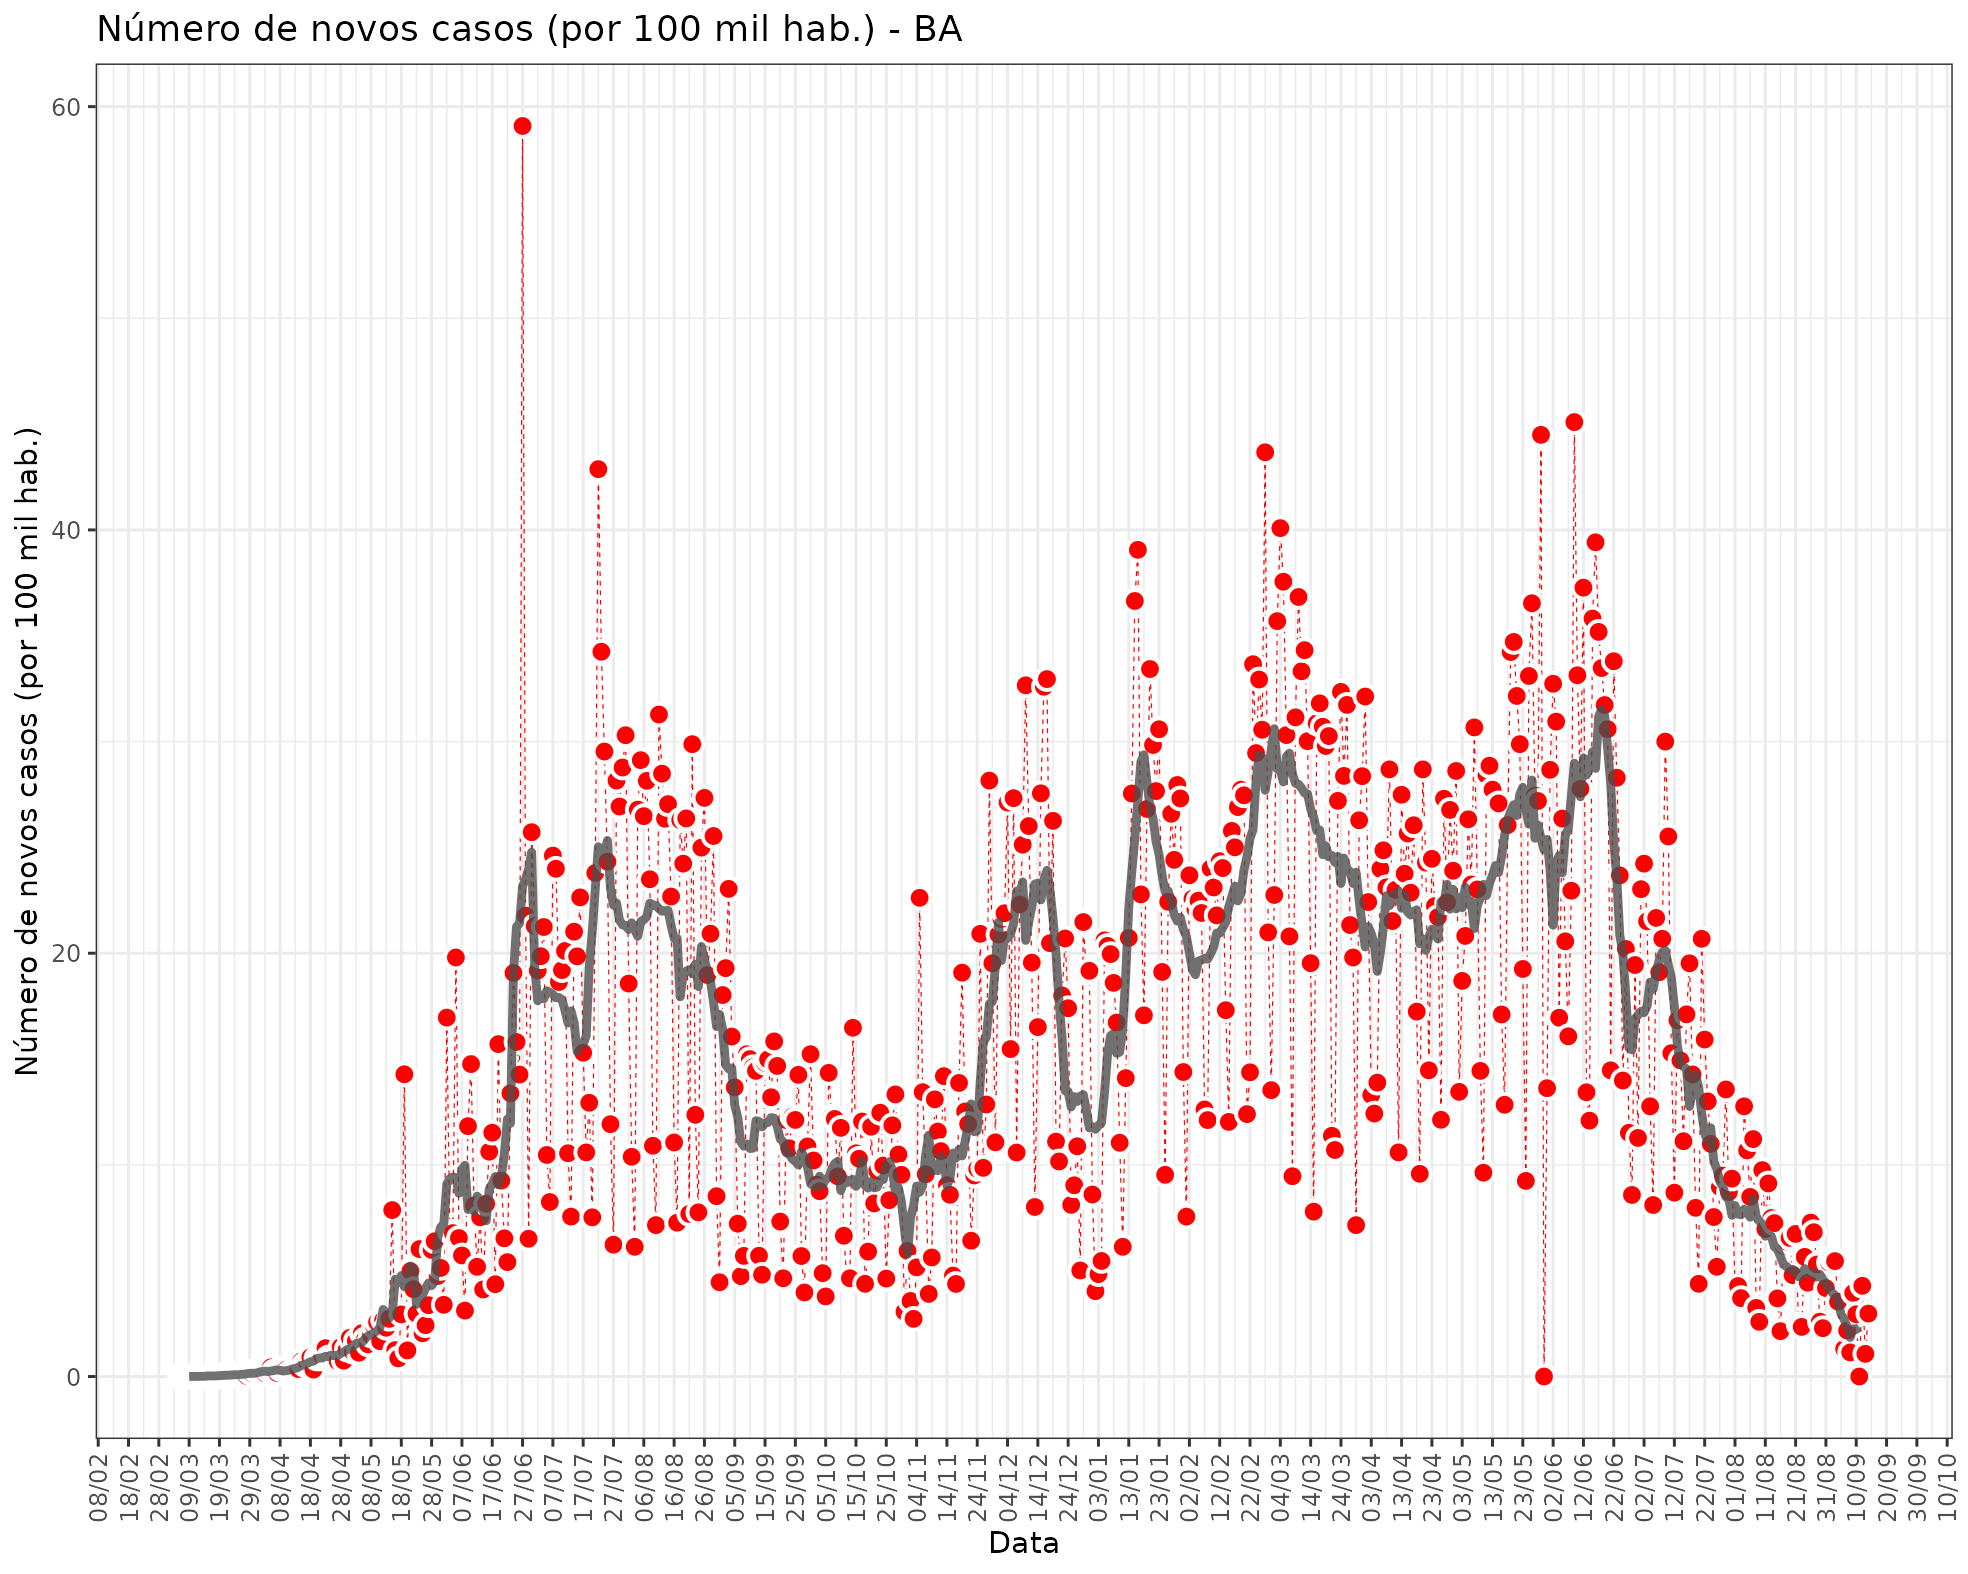 Número de novos casos (por 100 mil hab.) - BA
Número de novos casos (por 100 mil hab.)
60
40
20
0
08/02 18/02 28/02 09/03 19/03 29/03 08/04 18/04 28/04 08/05 18/05 28/05 07/06 17/06 27/06 07/07 17/07 27/07 06/08 16/08 26/08 05/09 15/09 25/09 05/10 15/10 25/10 04/11 14/11 24/11 04/12 14/12 24/12 03/01 13/01 23/01 02/02 12/02 22/02 04/03 14/03 24/03 03/04 13/04 23/04 03/05 13/05 23/05 02/06 12/06 22/06 02/07 12/07 22/07 01/08 11/08 21/08 31/08 10/09 20/09 30/09 10/10
Data